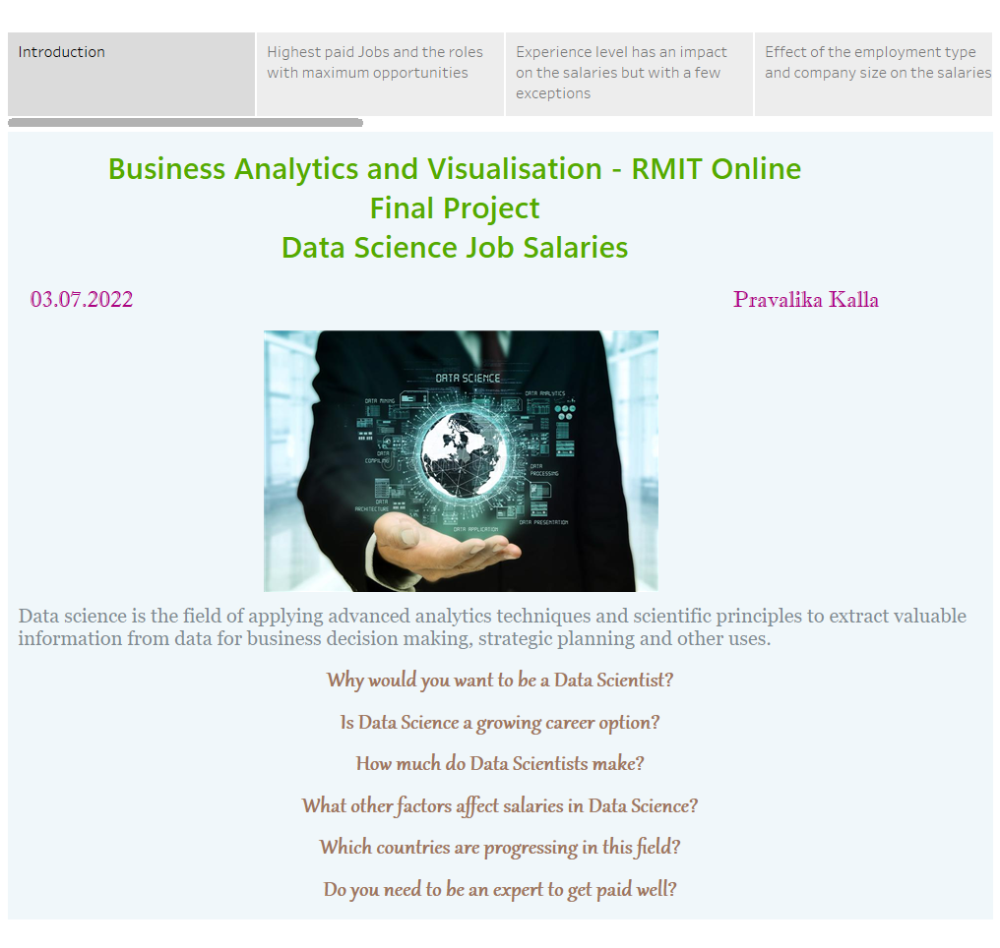 Introduction
Highest paid Jobs and the roles
with maximum opportunities
Experience level has an impact
on the salaries but with a few
exceptions
Effect of the employment type
and company size on the salaries
Business Analytics and Visualisation - RMIT Online
Final Project
Data Science Job Salaries
03.07.2022
Pravalika Kalla
DATA SCIENCE
DATA MINING
DATA ANALYTICS
DATA
COMPILING
DATA
PROCESSING
DATA
ARCHITECTURE
DATA PRESENTATION
DATA APPLICATION
Data science is the field of applying advanced analytics techniques and scientific principles to extract valuable
information from data for business decision making, strategic planning and other uses.
Why would you want to be a Data Scientist?
Is Data Science a growing career option?
How much do Data Scientists make?
What other factors affect salaries in Data Science?
Which countries are progressing in this field?
Do you need to be an expert to get paid well?